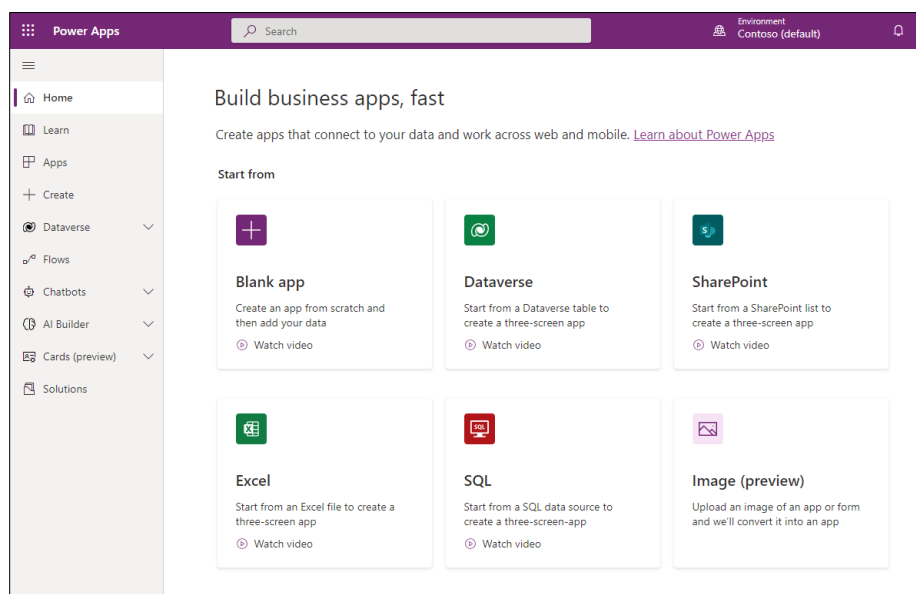 Power Apps
Search
Environment
Contoso (default)
Home
Learn
Apps
Create
Dataverse
Flows
Chatbots
AI Builder
Cards (preview)
Solutions
Build business apps, fast
Create apps that connect to your data and work across web and mobile. Learn about Power Apps
Start from
Blank app
Create an app from scratch and
then add your data
Watch video
Dataverse
Start from a Dataverse table to
create a three-screen app
Watch video
SharePoint
Start from a SharePoint list to
create a three-screen app
Watch video
Excel
Start from an Excel file to create a
three-screen app
Watch video
SQL
SQL
Start from a SQL data source to
create a three-screen-app
Watch video
Image (preview)
Upload an image of an app or form
and we'll convert it into an app